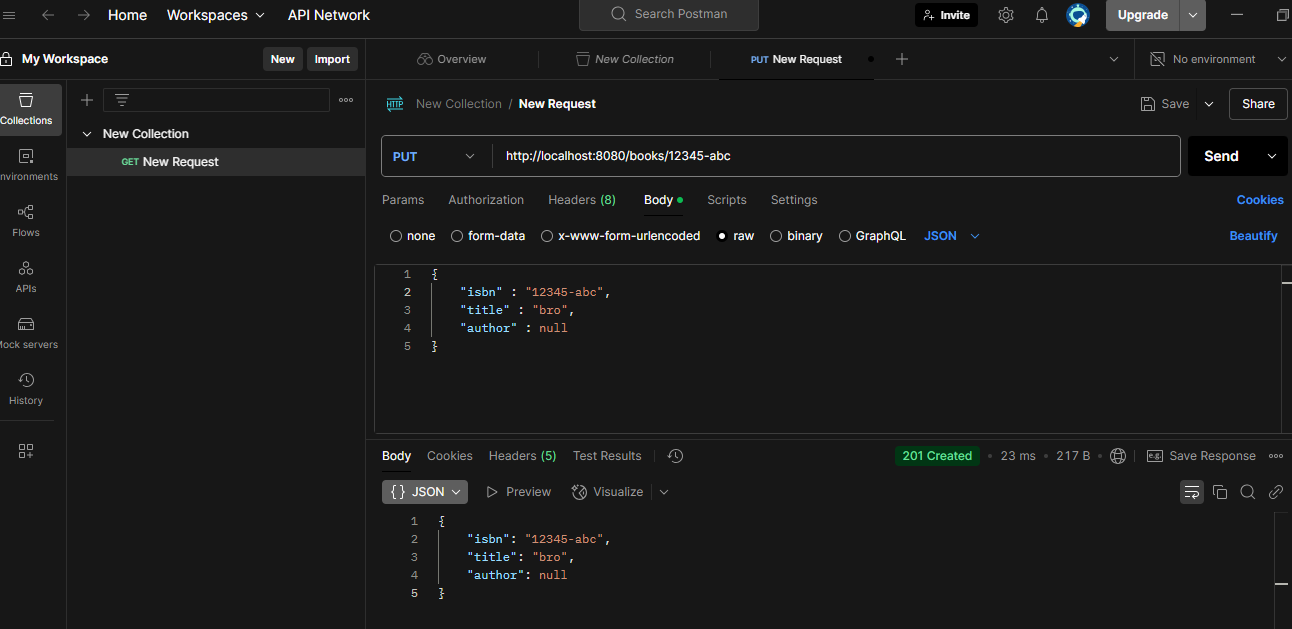 Home Workspaces API Network Search Postman Invite Upgrade
My Workspace New Import Overview New Collection PUT New Request No environment
Collections
nvironments
Flows
APIs
Mock servers
History
New Collection
GET New Request
HTTP New Collection / New Request Save Share
PUT http://localhost:8080/books/12345-abc Send
Params Authorization Headers (8) Body Scripts Settings Cookies
none form-data x-www-form-urlencoded raw binary GraphQL JSON Beautify
1 {
2 "isbn" : "12345-abc",
3 "title" : "bro",
4 "author" : null
5 }
Body Cookies Headers (5) Test Results 201 Created • 23 ms • 217 B • e.g. Save Response
{} JSON Preview Visualize
1 {
2 "isbn": "12345-abc",
3 "title": "bro",
4 "author": null
5 }